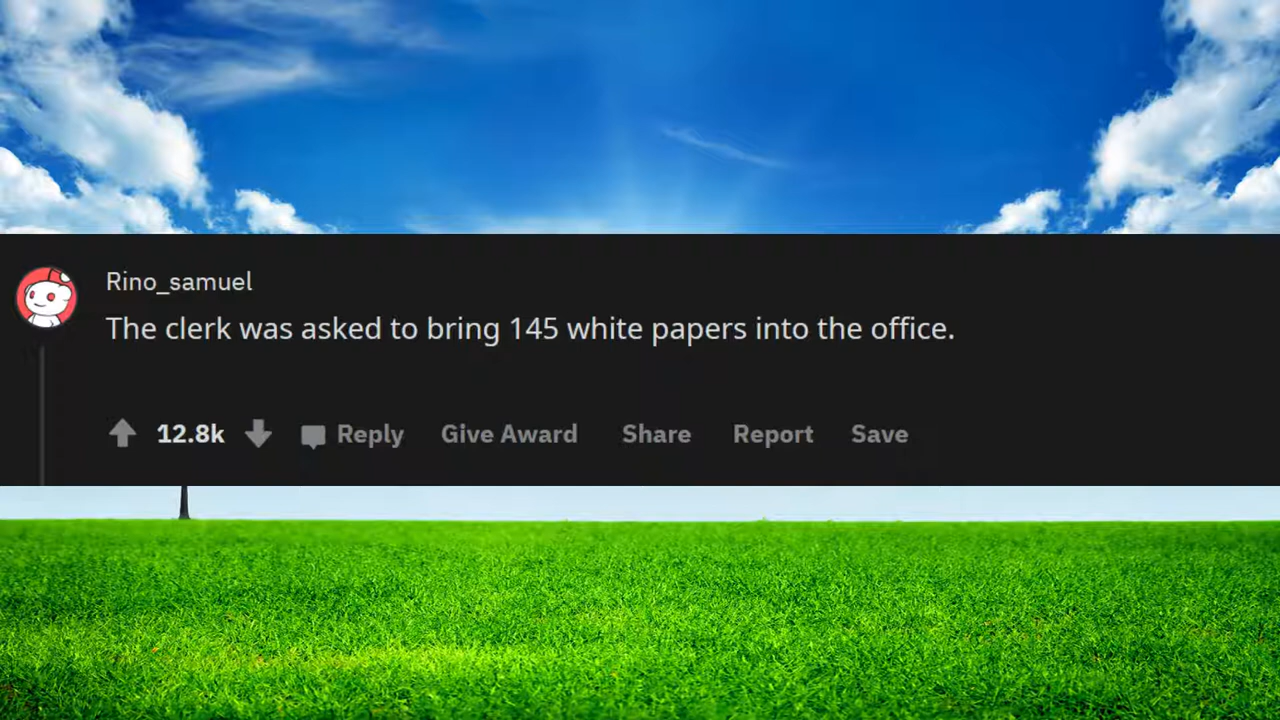 Rino_samuel
The clerk was asked to bring 145 white papers into the office.
12.8k Reply Give Award Share Report Save